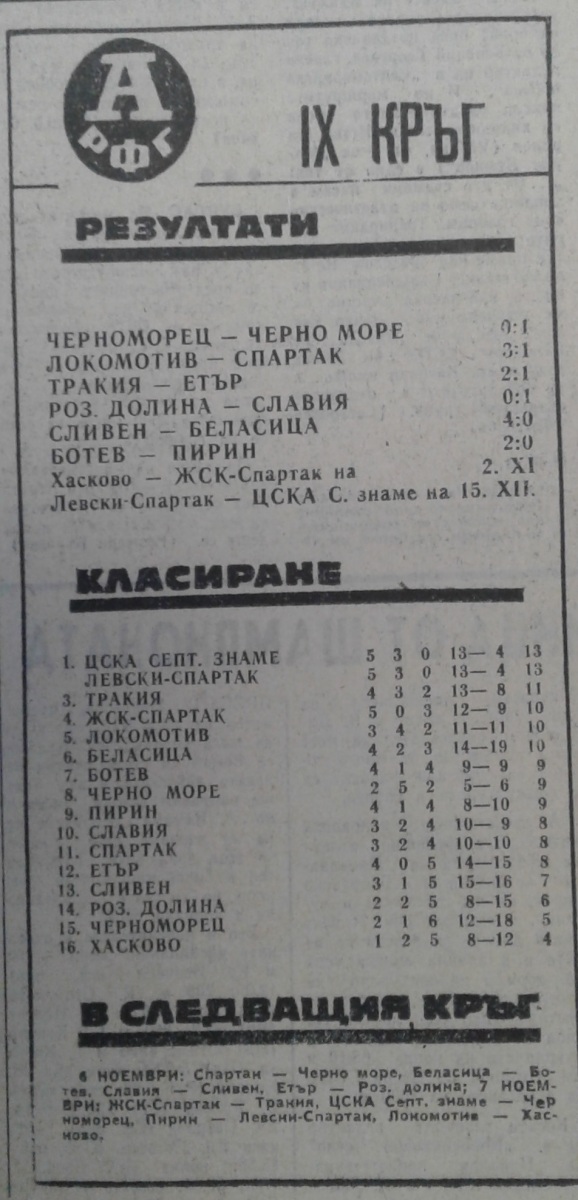 А
РФГ
IX КРЪГ
РЕЗУЛТАТИ
ЧЕРНОМОРЕЦ — ЧЕРНО МОРЕ 0:1
ЛОКОМОТИВ — СПАРТАК 3:1
ТРАКИЯ — ЕТЪР 2:1
РОЗ. ДОЛИНА — СЛАВИЯ 0:1
СЛИВЕН — БЕЛАСИЦА 4:0
БОТЕВ — ПИРИН 2:0
Хасково — ЖСК-Спартак на 2. XI
Левски-Спартак — ЦСКА С. знаме на 15. XII.
КЛАСИРАНЕ
1. ЦСКА СЕПТ. ЗНАМЕ 5 3 0 13— 4 13
ЛЕВСКИ-СПАРТАК 5 3 0 13— 4 13
3. ТРАКИЯ 4 3 2 13— 8 11
4. ЖСК-СПАРТАК 5 0 3 12— 9 10
5. ЛОКОМОТИВ 3 4 2 11—11 10
6. БЕЛАСИЦА 4 2 3 14—19 10
7. БОТЕВ 4 1 4 9— 9 9
8. ЧЕРНО МОРЕ 2 5 2 5— 6 9
9. ПИРИН 4 1 4 8—10 9
10. СЛАВИЯ 3 2 4 10— 9 8
11. СПАРТАК 3 2 4 10—10 8
12. ЕТЪР 4 0 5 14—15 8
13. СЛИВЕН 3 1 5 15—16 7
14. РОЗ. ДОЛИНА 2 2 5 8—15 6
15. ЧЕРНОМОРЕЦ 2 1 6 12—18 5
16. ХАСКОВО 1 2 5 8—12 4
В СЛЕДВАЩИЯ КРЪГ
6 НОЕМВРИ: Спартак — Черно море, Беласица — Бо-
тев, Славия — Сливен, Етър — Роз. долина; 7 НОЕМ-
ВРИ: ЖСК-Спартак — Тракия, ЦСКА Септ. знаме — Чер
номорец, Пирин — Левски-Спартак, Локомотив — Хас-
ково.